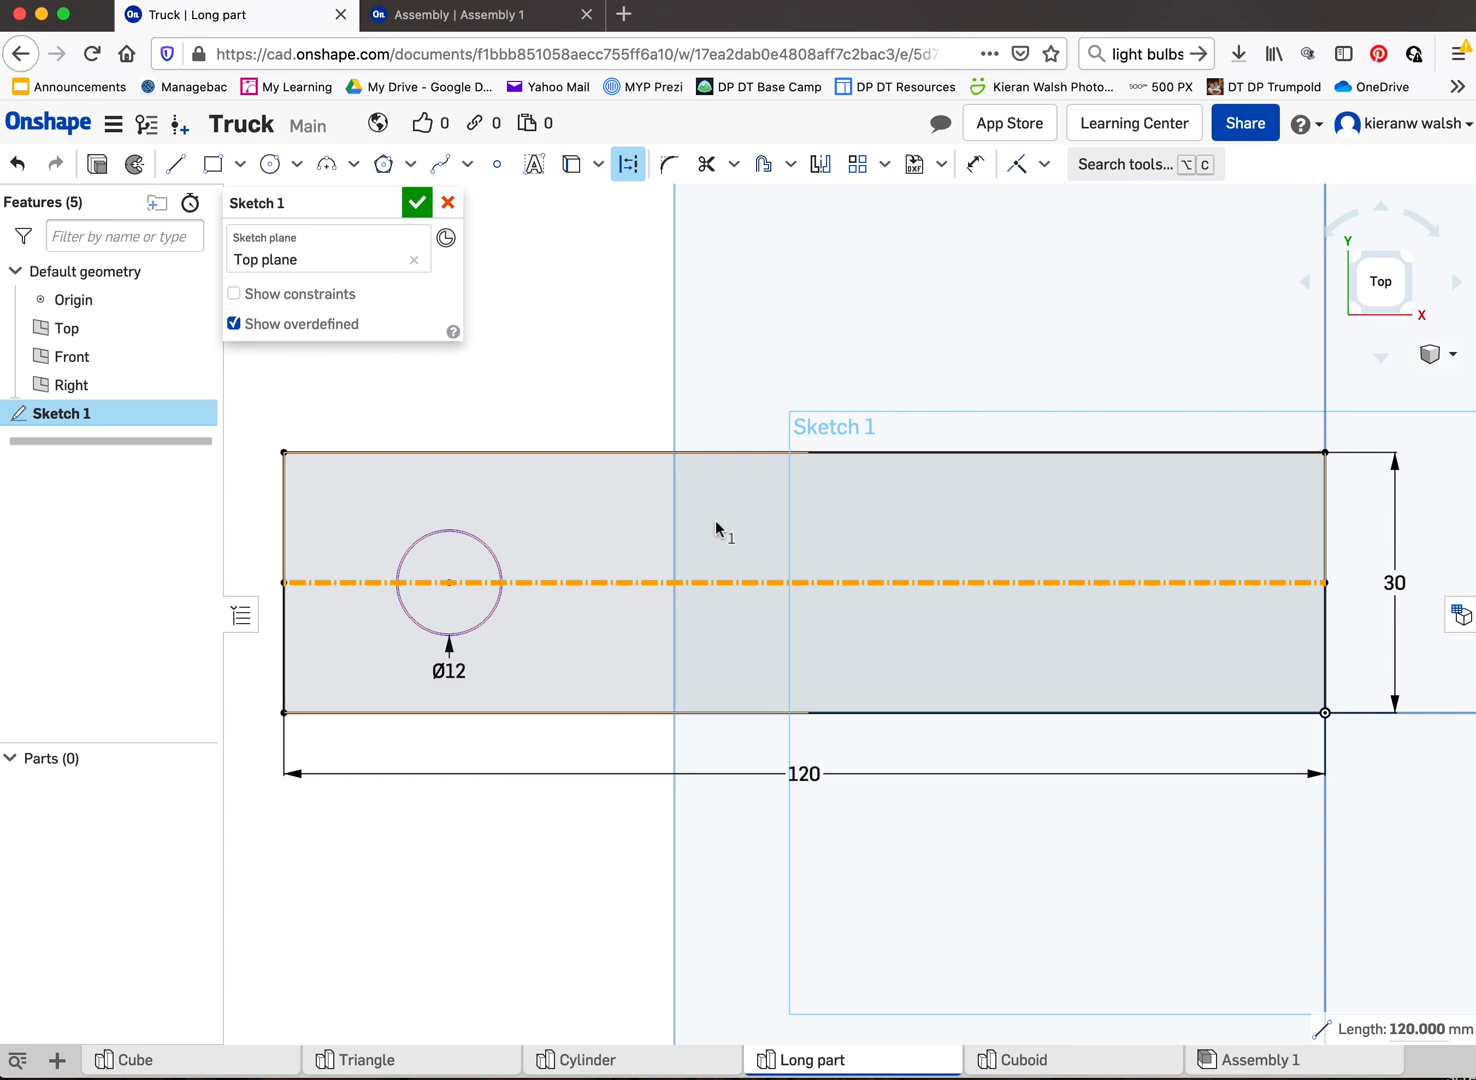 Truck | Long part
Assembly | Assembly 1
https://cad.onshape.com/documents/f1bbb851058aecc755ff6a10/w/17ea2dab0e4808aff7c2bac3/e/5d7
light bulbs
Announcements
Managebac
My Learning
My Drive - Google D...
Yahoo Mail
MYP Prezi
DP DT Base Camp
DP DT Resources
Kieran Walsh Photo...
500 PX
DT DP Trumpold
OneDrive
Onshape
Truck Main
0
0
0
App Store
Learning Center
Share
kieranw walsh
Search tools... ⌥ C
Features (5)
Filter by name or type
Default geometry
Origin
Top
Front
Right
Sketch 1
Sketch 1
Sketch plane
Top plane
Show constraints
Show overdefined
Y
Top
X
Sketch 1
1
30
Ø12
120
Parts (0)
Length: 120.000 mm
Cube
Triangle
Cylinder
Long part
Cuboid
Assembly 1